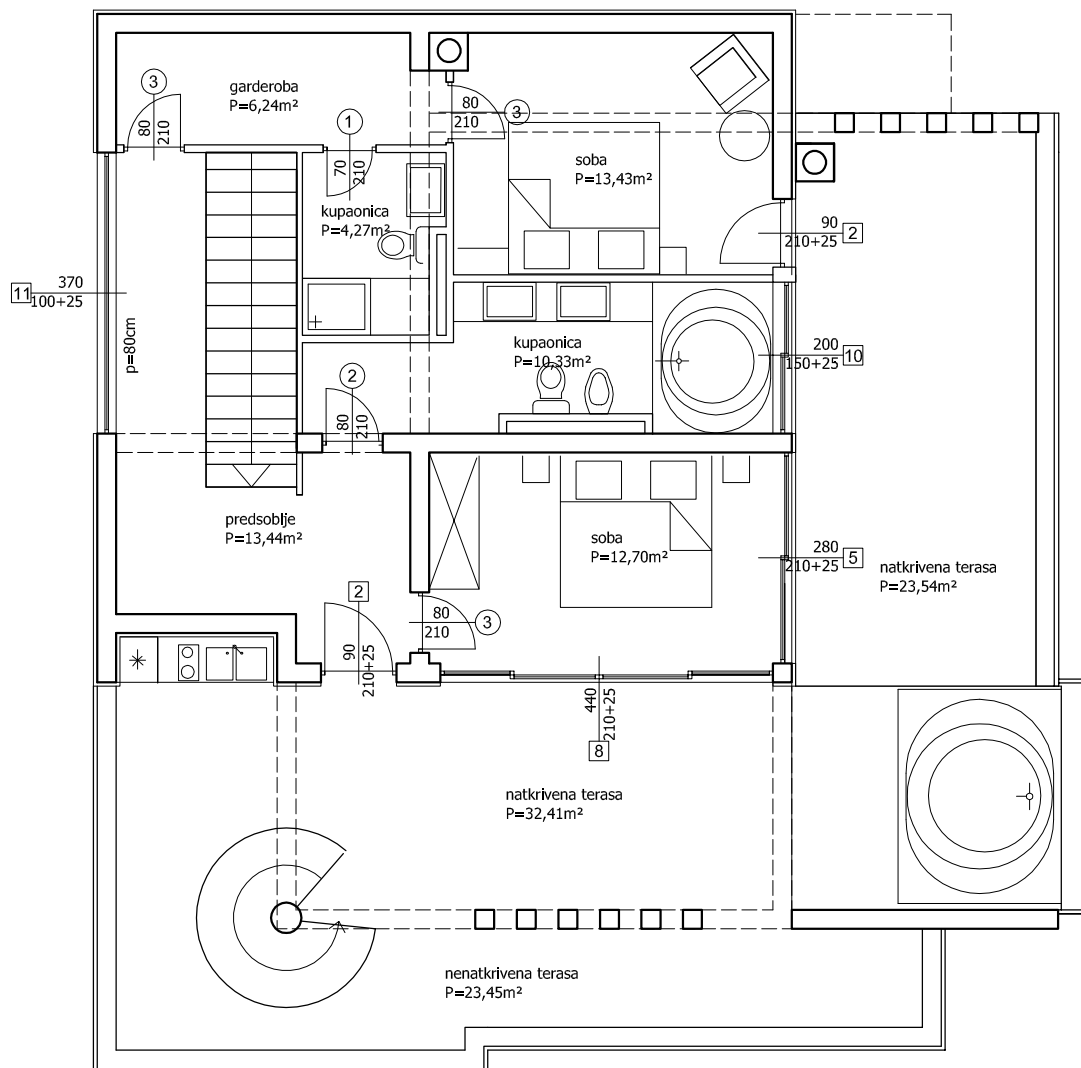 garderoba
P=6,24m²
3
80
210
1
70
210
80
210
3
soba
P=13,43m²
kupaonica
P=4,27m²
90
210+25
2
11
370
100+25
p=80cm
kupaonica
P=10,33m²
200
150+25
10
2
80
210
predsoblje
P=13,44m²
soba
P=12,70m²
280
210+25
5
natkrivena terasa
P=23,54m²
2
90
210+25
80
210
3
440
210+25
8
natkrivena terasa
P=32,41m²
nenatkrivena terasa
P=23,45m²